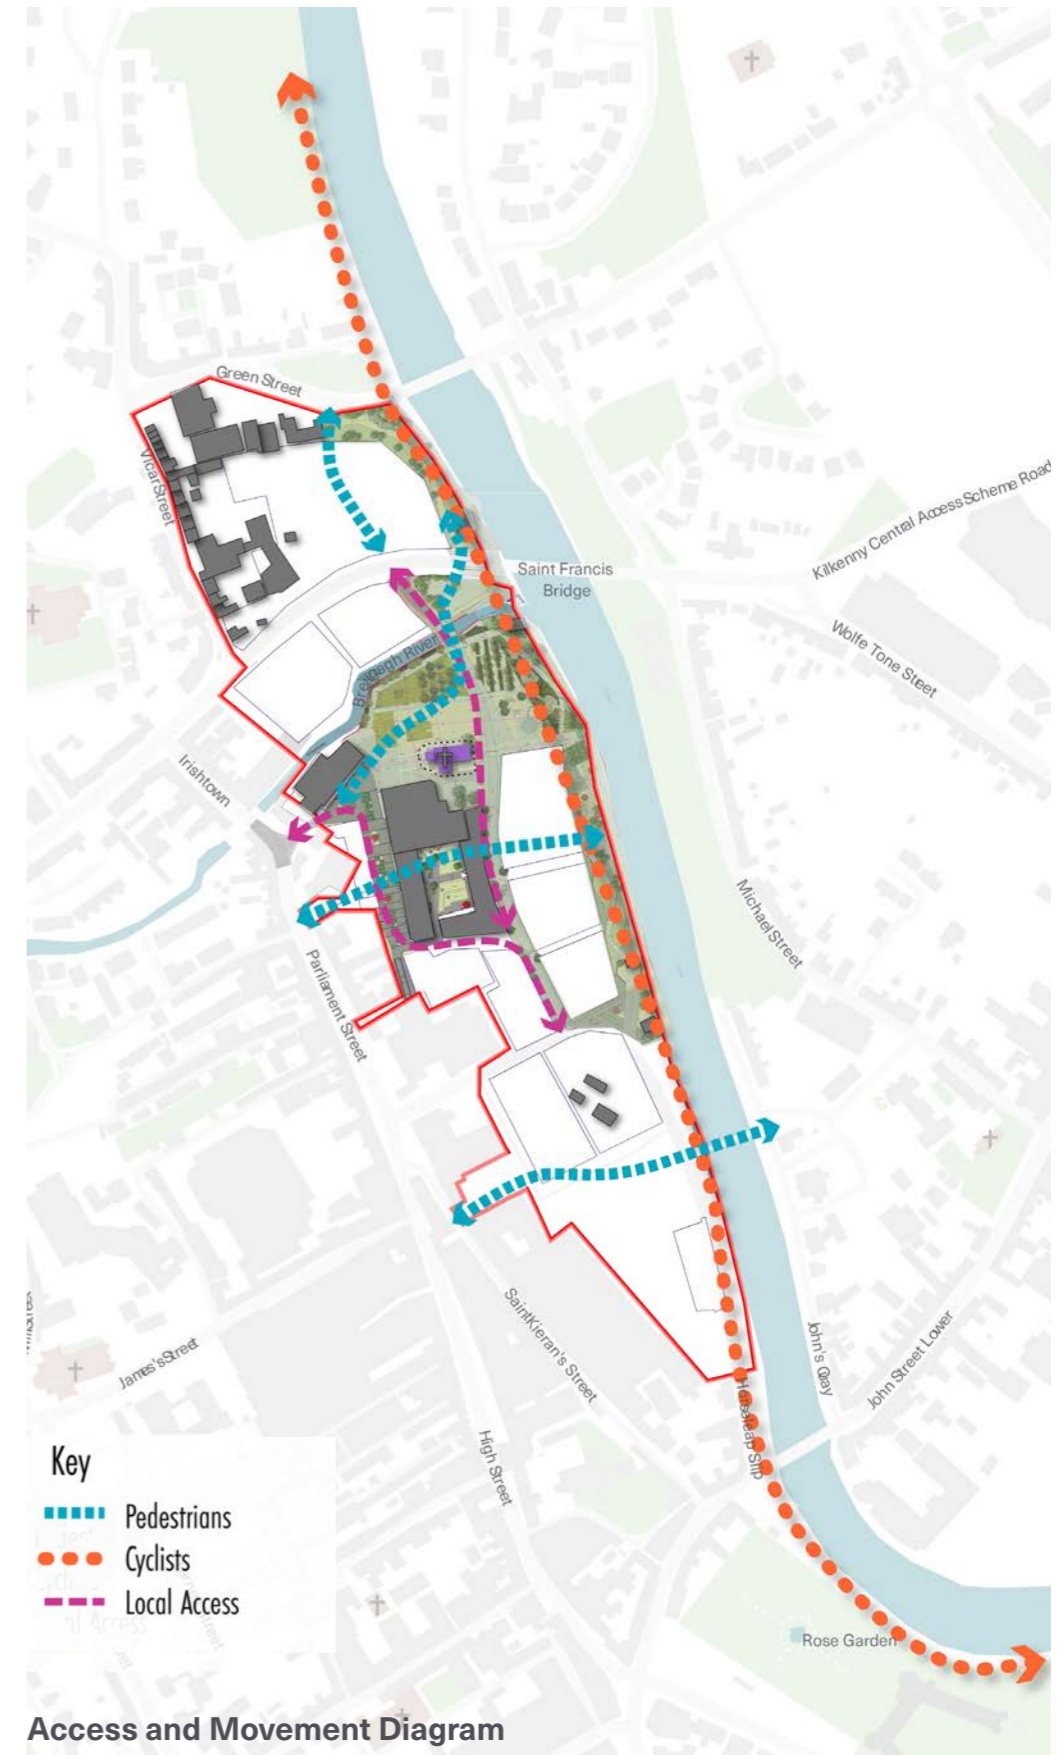 Green Street
Vicar Street
Kilkenny Central Access Scheme Road
Saint Francis
Bridge
Wolfe Tone Street
Breagagh River
Irishtown
Michael Street
Parliament Street
Saint Kieran's Street
John's Quay
John Street Lower
James's Street
Horseleap Slip
High Street
Key
Pedestrians
Cyclists
Local Access
Rose Garden
Access and Movement Diagram